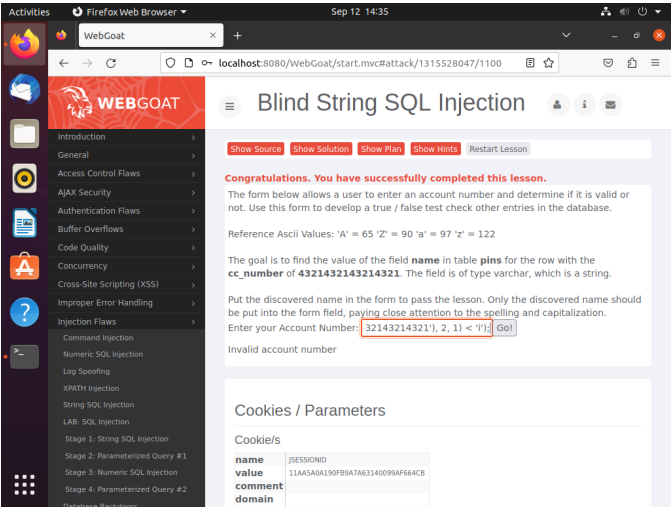 Activities
Firefox Web Browser
Sep 12 14:35
WebGoat
localhost:8080/WebGoat/start.mvc#attack/1315528047/1100
WEBGOAT
Blind String SQL Injection
Introduction
General
Access Control Flaws
AJAX Security
Authentication Flaws
Buffer Overflows
Code Quality
Concurrency
Cross-Site Scripting (XSS)
Improper Error Handling
Injection Flaws
Command Injection
Numeric SQL Injection
Log Spoofing
XPATH Injection
String SQL Injection
LAB: SQL Injection
Stage 1: String SQL Injection
Stage 2: Parameterized Query #1
Stage 3: Numeric SQL Injection
Stage 4: Parameterized Query #2
Database Backdoors
Show Source Show Solution Show Plan Show Hints Restart Lesson
Congratulations. You have successfully completed this lesson.
The form below allows a user to enter an account number and determine if it is valid or
not. Use this form to develop a true / false test check other entries in the database.
Reference Ascii Values: 'A' = 65 'Z' = 90 'a' = 97 'z' = 122
The goal is to find the value of the field name in table pins for the row with the
cc_number of 4321432143214321. The field is of type varchar, which is a string.
Put the discovered name in the form to pass the lesson. Only the discovered name should
be put into the form field, paying close attention to the spelling and capitalization.
Enter your Account Number: 32143214321'), 2, 1) < 'i'); Go!
Invalid account number
Cookies / Parameters
Cookie/s
name JSESSIONID
value 11AA5A0A190FB9A7A63140099AF664CB
comment
domain